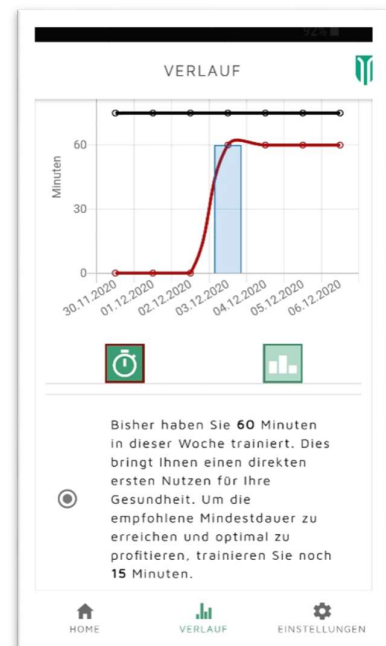 92%
VERLAUF
Minuten
60
30
0
30.11.2020
01.12.2020
02.12.2020
03.12.2020
04.12.2020
05.12.2020
06.12.2020
Bisher haben Sie 60 Minuten
in dieser Woche trainiert. Dies
bringt Ihnen einen direkten
ersten Nutzen für Ihre
Gesundheit. Um die
empfohlene Mindestdauer zu
erreichen und optimal zu
profitieren, trainieren Sie noch
15 Minuten.
HOME
VERLAUF
EINSTELLUNGEN